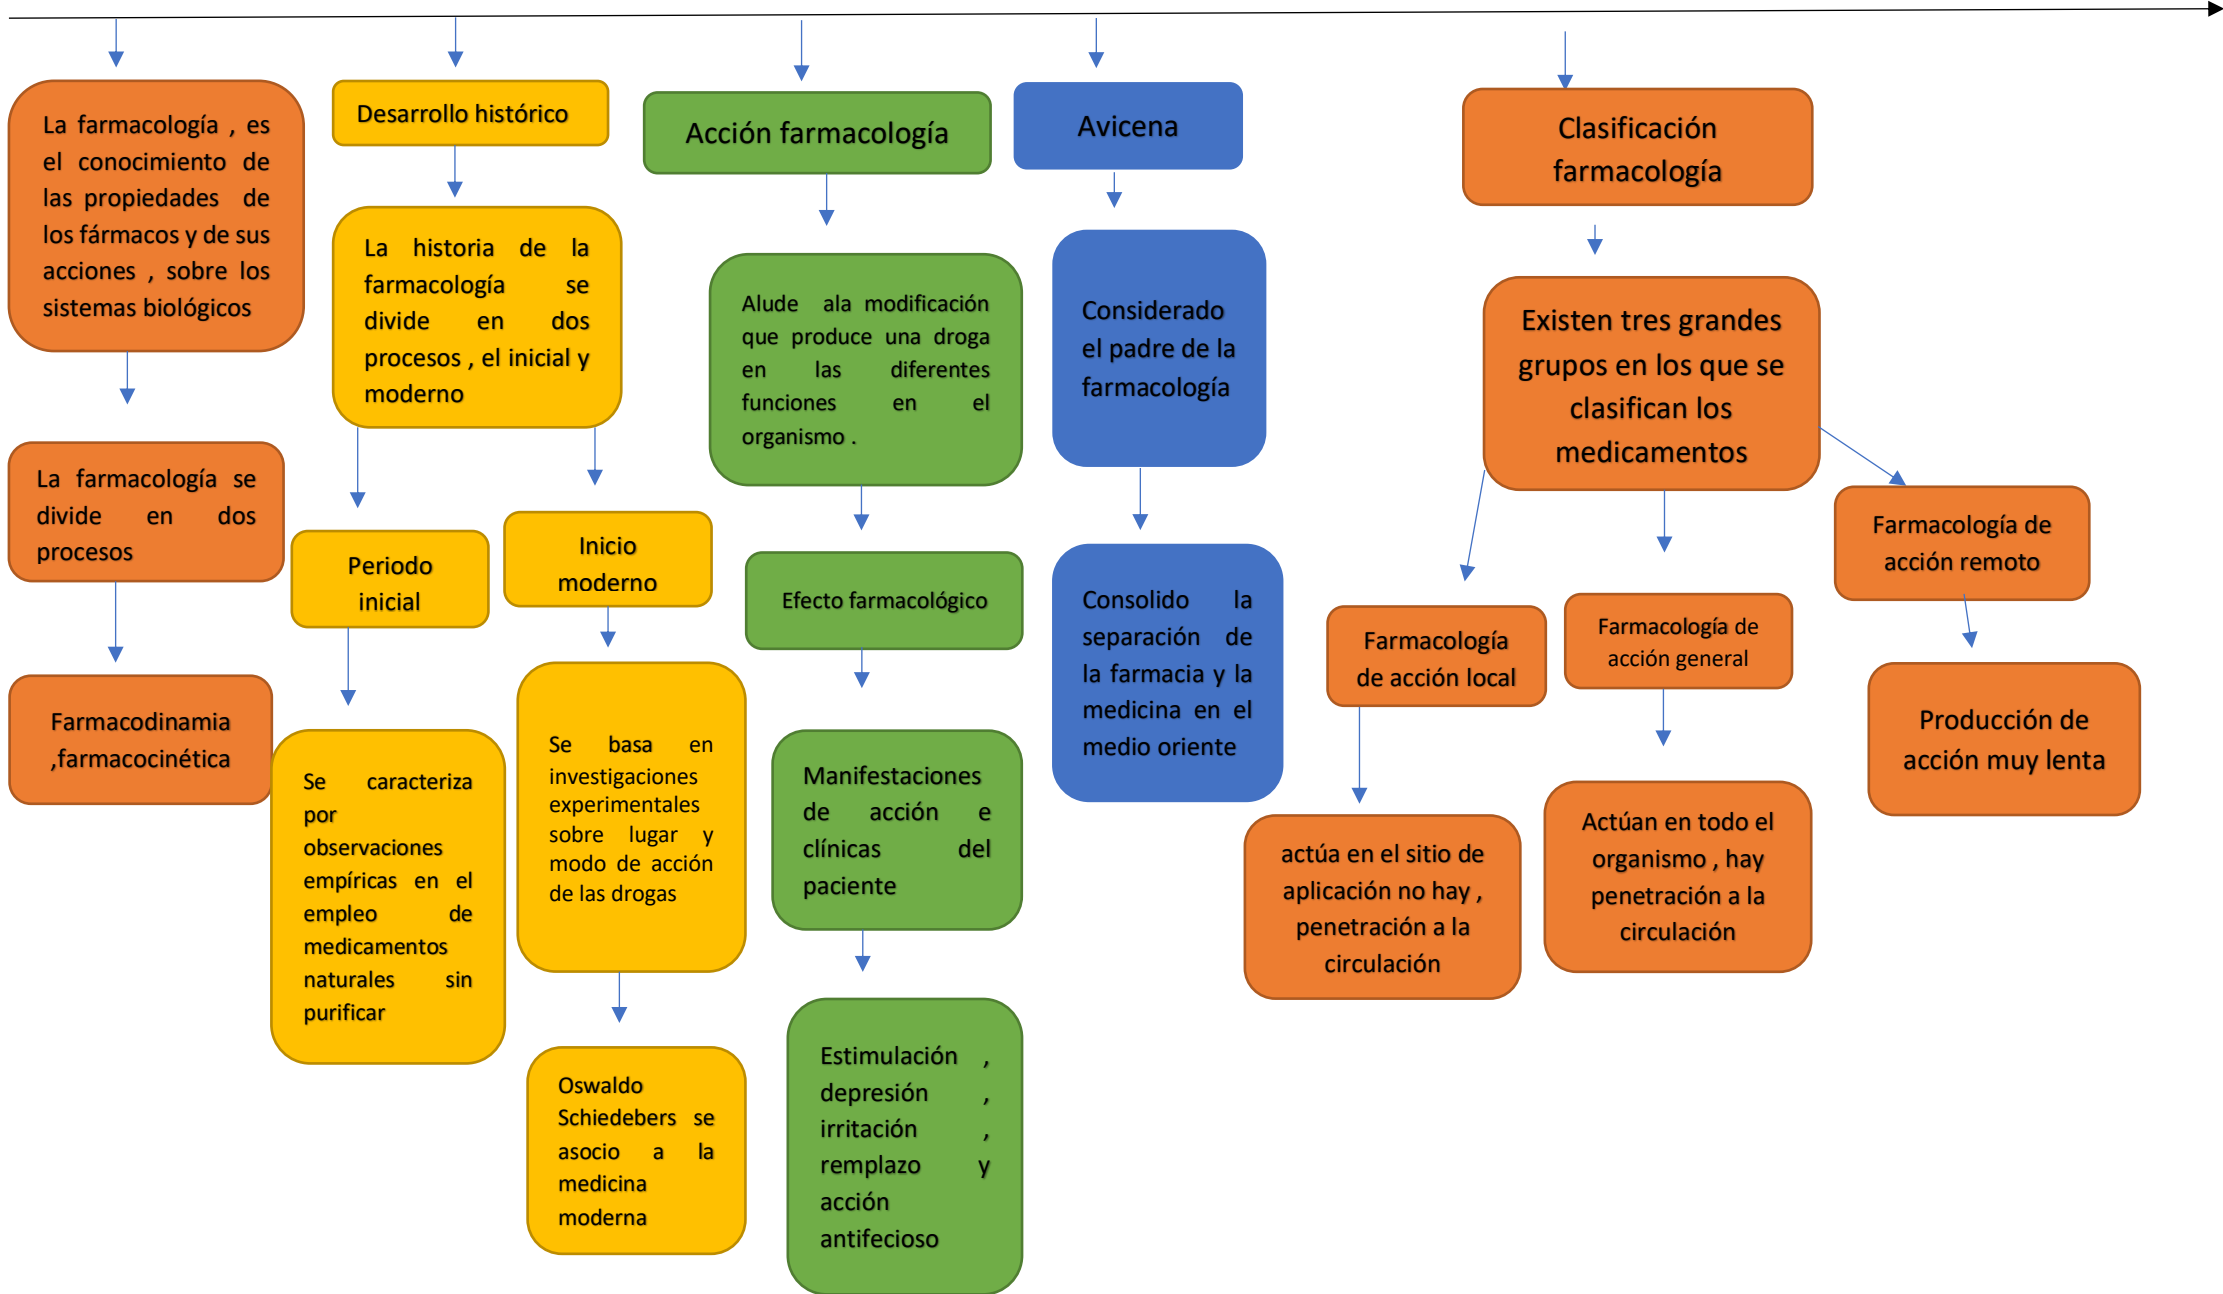 La farmacología , es
el conocimiento de
las propiedades de
los fármacos y de sus
acciones , sobre los
sistemas biológicos
La farmacología se
divide en dos
procesos
Farmacodinamia
,farmacocinética
Desarrollo histórico
La historia de la
farmacología se
divide en dos
procesos , el inicial y
moderno
Periodo
inicial
Se caracteriza
por
observaciones
empíricas en el
empleo de
medicamentos
naturales sin
purificar
Inicio
moderno
Se basa en
investigaciones
experimentales
sobre lugar y
modo de acción
de las drogas
Oswaldo
Schiedebers se
asocio a la
medicina
moderna
Acción farmacología
Alude ala modificación
que produce una droga
en las diferentes
funciones en el
organismo .
Efecto farmacológico
Manifestaciones
de acción e
clínicas del
paciente
Estimulación ,
depresión ,
irritación ,
remplazo y
acción
antifecioso
Avicena
Considerado
el padre de la
farmacología
Consolido la
separación de
la farmacia y la
medicina en el
medio oriente
Clasificación
farmacología
Existen tres grandes
grupos en los que se
clasifican los
medicamentos
Farmacología
de acción local
actúa en el sitio de
aplicación no hay ,
penetración a la
circulación
Farmacología de
acción general
Actúan en todo el
organismo , hay
penetración a la
circulación
Farmacología de
acción remoto
Producción de
acción muy lenta